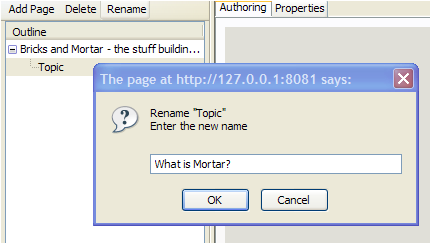 Add Page Delete Rename
Authoring Properties
Outline
Bricks and Mortar - the stuff buildin...
Topic
The page at http://127.0.0.1:8081 says:
Rename "Topic"
Enter the new name
What is Mortar?
OK Cancel